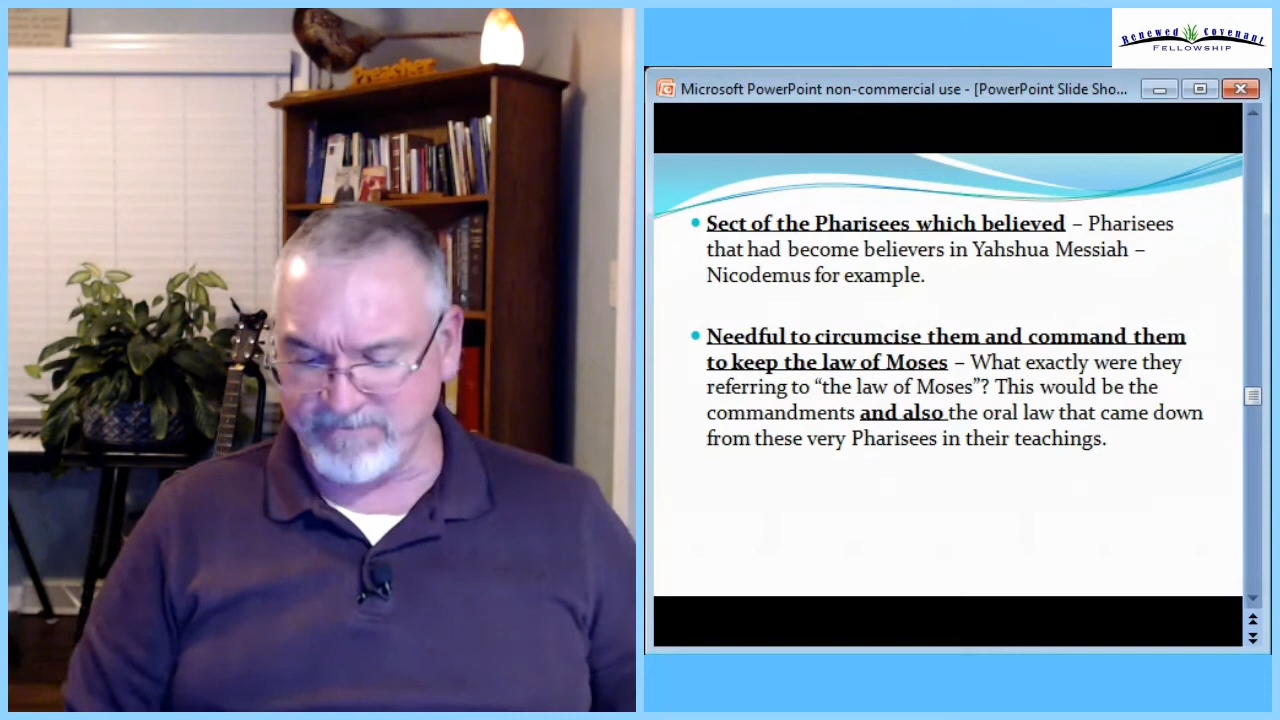 Preacher
Renewed Covenant
FELLOWSHIP
Microsoft PowerPoint non-commercial use - [PowerPoint Slide Sho...
• Sect of the Pharisees which believed – Pharisees
that had become believers in Yahshua Messiah –
Nicodemus for example.
• Needful to circumcise them and command them
to keep the law of Moses – What exactly were they
referring to “the law of Moses”? This would be the
commandments and also the oral law that came down
from these very Pharisees in their teachings.